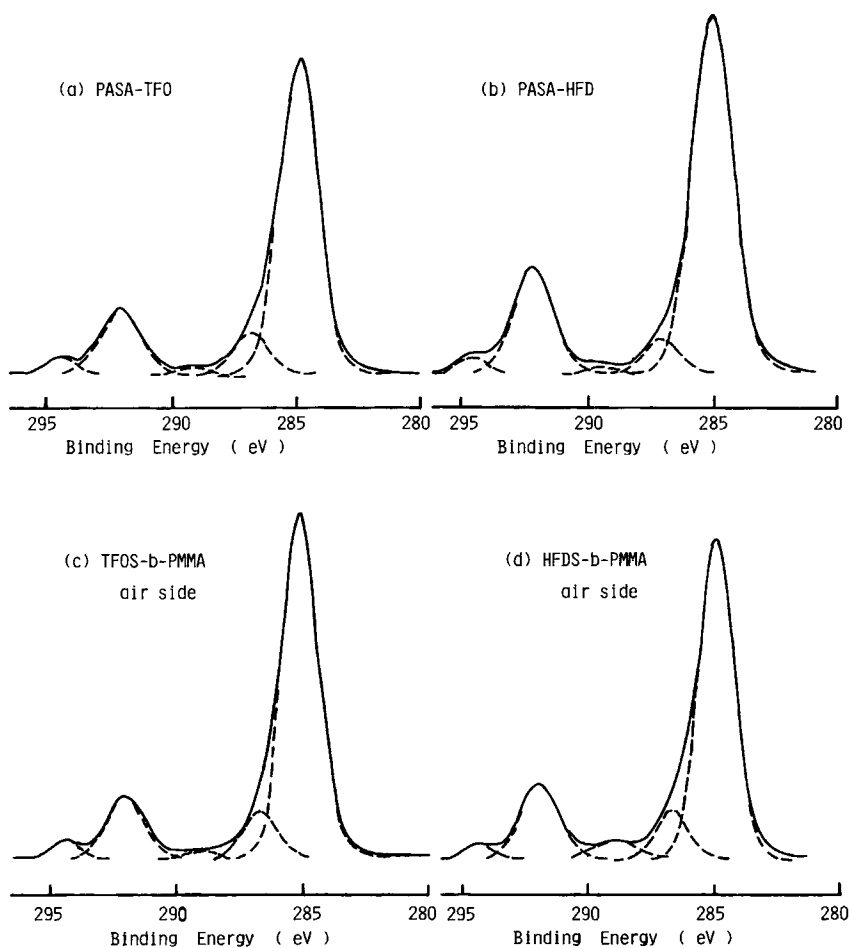 (a) PASA-TFO
295 290 285 280
Binding Energy ( eV )
(b) PASA-HFD
295 290 285 280
Binding Energy ( eV )
(c) TFOS-b-PMMA
air side
295 290 285 280
Binding Energy ( eV )
(d) HFDS-b-PMMA
air side
295 290 285 280
Binding Energy ( eV )